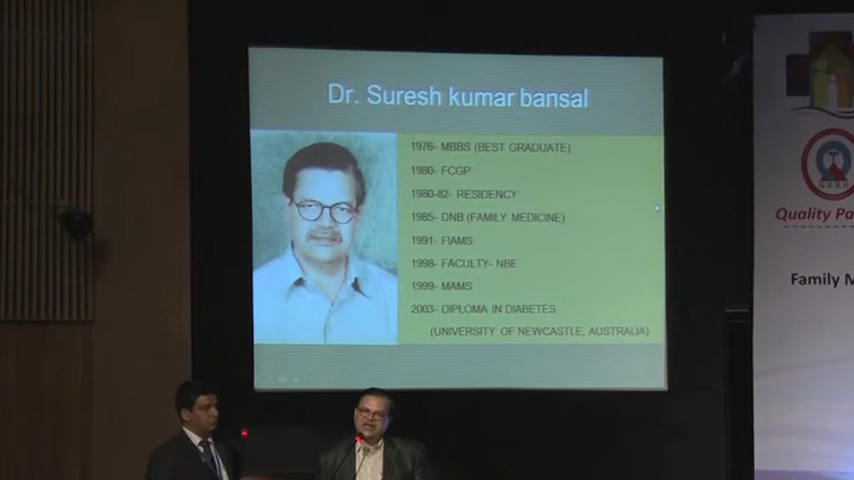 Dr. Suresh kumar bansal
1976- MBBS (BEST GRADUATE)
1980- FCGP
1980-82- RESIDENCY
1985- DNB (FAMILY MEDICINE)
1991- FIAMS
1998- FACULTY- NBE
1999- MAMS
2003- DIPLOMA IN DIABETES
(UNIVERSITY OF NEWCASTLE, AUSTRALIA)
NABH
Quality Pa
Family M